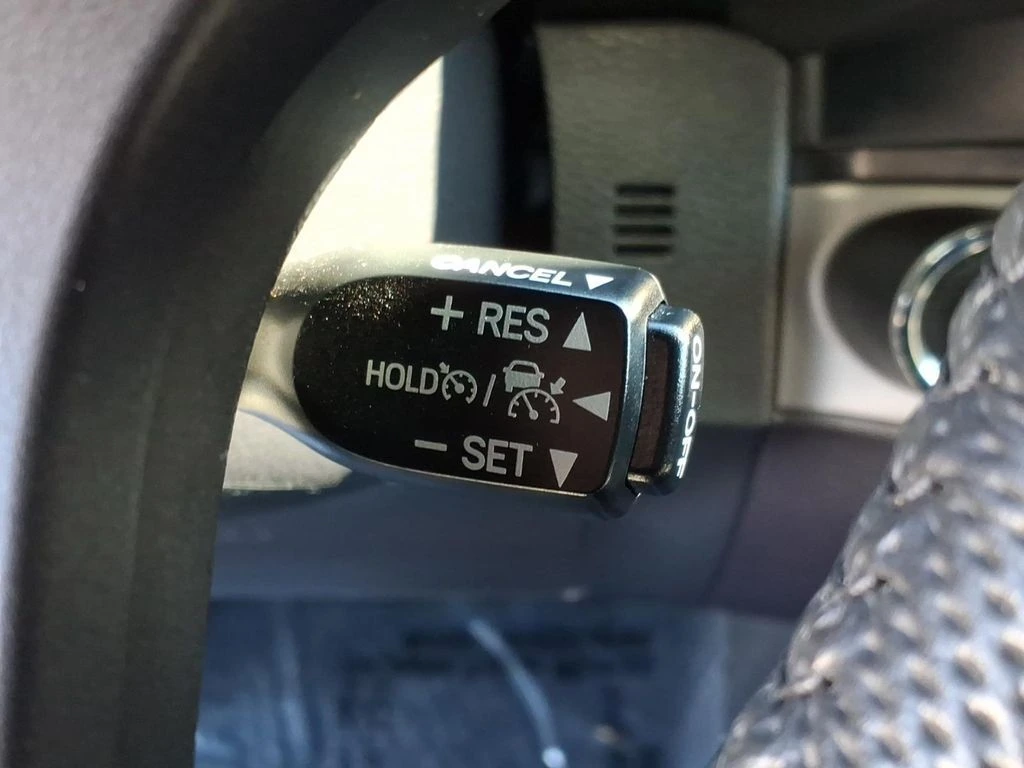 CANCEL ▼
+ RES ▲
HOLD / ◀
− SET ▼
ON-OFF